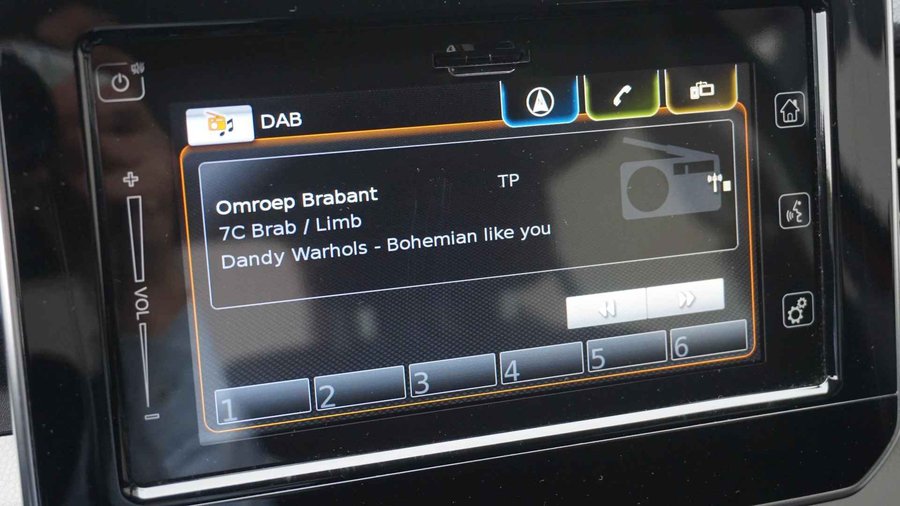 DAB
TP
Omroep Brabant
7C Brab / Limb
Dandy Warhols - Bohemian like you
VOL
1 2 3 4 5 6